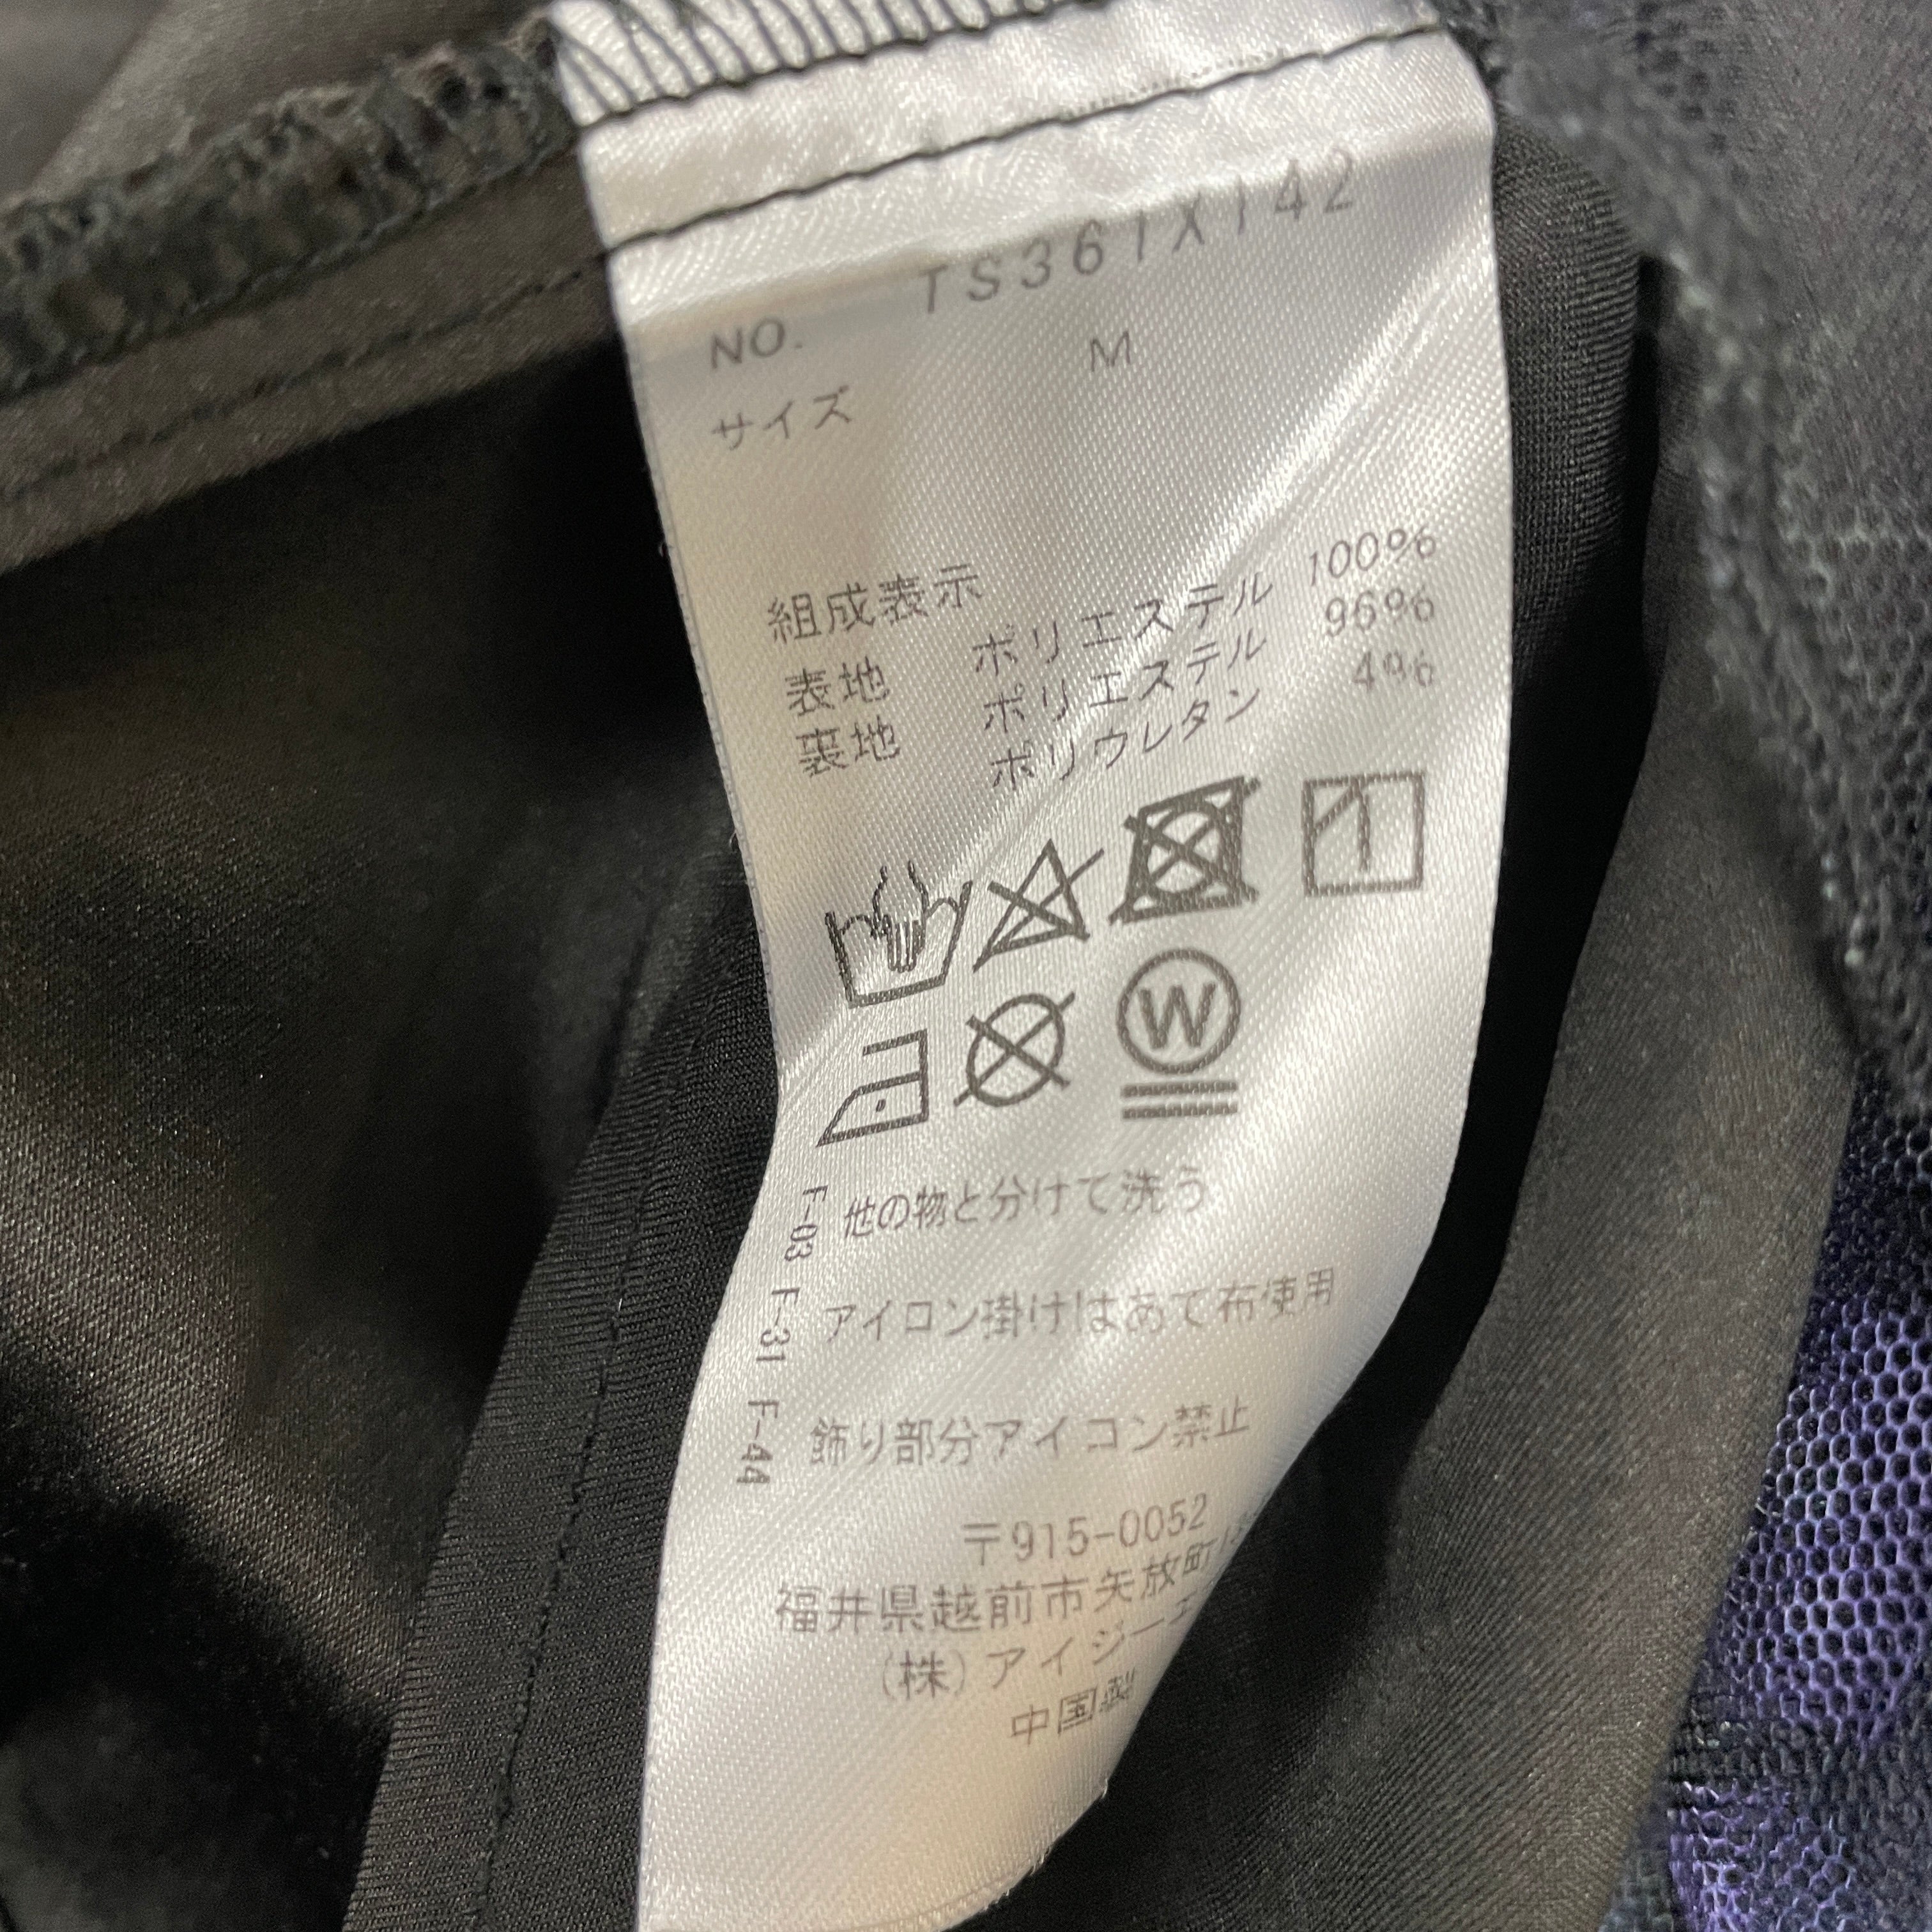 NO. TS361X142
サイズ M
組成表示
表地 ポリエステル 100%
裏地 ポリエステル 96%
ポリウレタン 4%
W
F-03 他の物と分けて洗う
F-31 アイロン掛けはあて布使用
F-44 飾り部分アイロン禁止
〒915-0052
福井県越前市矢放町
(株)アイジー
中国製